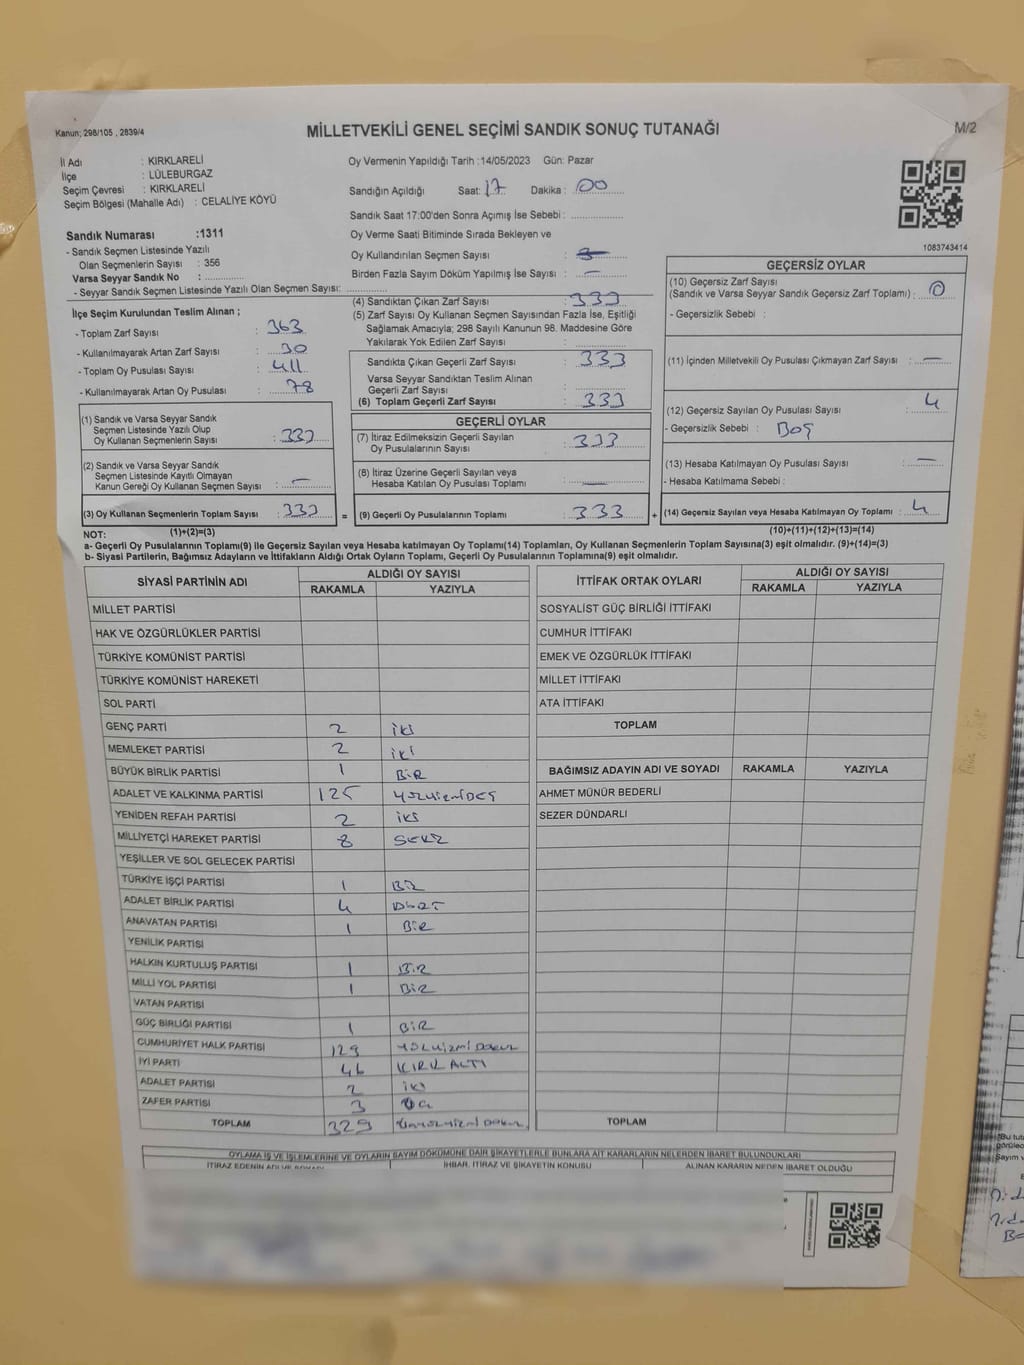 Kanun; 298/105 , 2839/4
MİLLETVEKİLİ GENEL SEÇİMİ SANDIK SONUÇ TUTANAĞI
M/2
İl Adı : KIRKLARELİ
İlçe : LÜLEBURGAZ
Seçim Çevresi : KIRKLARELİ
Seçim Bölgesi (Mahalle Adı) : CELALİYE KÖYÜ
Sandık Numarası :1311
- Sandık Seçmen Listesinde Yazılı
Olan Seçmenlerin Sayısı : 356
Varsa Seyyar Sandık No :
- Seyyar Sandık Seçmen Listesinde Yazılı Olan Seçmen Sayısı:
İlçe Seçim Kurulundan Teslim Alınan ;
- Toplam Zarf Sayısı : 363
- Kullanılmayarak Artan Zarf Sayısı : 30
- Toplam Oy Pusulası Sayısı : 411
- Kullanılmayarak Artan Oy Pusulası : 78
(1) Sandık ve Varsa Seyyar Sandık
Seçmen Listesinde Yazılı Olup
Oy Kullanan Seçmenlerin Sayısı : 333
(2) Sandık ve Varsa Seyyar Sandık
Seçmen Listesinde Kayıtlı Olmayan
Kanun Gereği Oy Kullanan Seçmen Sayısı : —
(3) Oy Kullanan Seçmenlerin Toplam Sayısı : 333 =
Oy Vermenin Yapıldığı Tarih :14/05/2023 Gün: Pazar
Sandığın Açıldığı Saat: 17 Dakika : 00
Sandık Saat 17:00'den Sonra Açımış İse Sebebi :
Oy Verme Saati Bitiminde Sırada Bekleyen ve
Oy Kullandırılan Seçmen Sayısı :
Birden Fazla Sayım Döküm Yapılmış İse Sayısı : —
(4) Sandıktan Çıkan Zarf Sayısı : 333
(5) Zarf Sayısı Oy Kullanan Seçmen Sayısından Fazla İse, Eşitliği
Sağlamak Amacıyla; 298 Sayılı Kanunun 98. Maddesine Göre
Yakılarak Yok Edilen Zarf Sayısı :
Sandıkta Çıkan Geçerli Zarf Sayısı : 333
Varsa Seyyar Sandıktan Teslim Alınan
Geçerli Zarf Sayısı :
(6) Toplam Geçerli Zarf Sayısı : 333
GEÇERLİ OYLAR
(7) İtiraz Edilmeksizin Geçerli Sayılan
Oy Pusulalarının Sayısı : 333
(8) İtiraz Üzerine Geçerli Sayılan veya
Hesaba Katılan Oy Pusulası Toplamı : —
(9) Geçerli Oy Pusulalarının Toplamı : 333 +
1083743414
GEÇERSİZ OYLAR
(10) Geçersiz Zarf Sayısı
(Sandık ve Varsa Seyyar Sandık Geçersiz Zarf Toplamı) : 0
- Geçersizlik Sebebi :
(11) İçinden Milletvekili Oy Pusulası Çıkmayan Zarf Sayısı : —
(12) Geçersiz Sayılan Oy Pusulası Sayısı : 4
- Geçersizlik Sebebi : BOŞ
(13) Hesaba Katılmayan Oy Pusulası Sayısı : —
- Hesaba Katılmama Sebebi :
(14) Geçersiz Sayılan veya Hesaba Katılmayan Oy Toplamı : 4
NOT: (1)+(2)=(3) (10)+(11)+(12)+(13)=(14)
a- Geçerli Oy Pusulalarının Toplamı(9) ile Geçersiz Sayılan veya Hesaba katılmayan Oy Toplamı(14) Toplamları, Oy Kullanan Seçmenlerin Toplam Sayısına(3) eşit olmalıdır. (9)+(14)=(3)
b- Siyasi Partilerin, Bağımsız Adayların ve İttifakların Aldığı Ortak Oyların Toplamı, Geçerli Oy Pusulalarının Toplamına(9) eşit olmalıdır.
SİYASİ PARTİNİN ADI ALDIĞI OY SAYISI
RAKAMLA YAZIYLA
MİLLET PARTİSİ
HAK VE ÖZGÜRLÜKLER PARTİSİ
TÜRKİYE KOMÜNİST PARTİSİ
TÜRKİYE KOMÜNİST HAREKETİ
SOL PARTİ
GENÇ PARTİ 2 iki
MEMLEKET PARTİSİ 2 iki
BÜYÜK BİRLİK PARTİSİ 1 BİR
ADALET VE KALKINMA PARTİSİ 125 YÜZYİRMİBEŞ
YENİDEN REFAH PARTİSİ 2 iki
MİLLİYETÇİ HAREKET PARTİSİ 8 SEKİZ
YEŞİLLER VE SOL GELECEK PARTİSİ
TÜRKİYE İŞÇİ PARTİSİ 1 BİR
ADALET BİRLİK PARTİSİ 4 DÖRT
ANAVATAN PARTİSİ 1 BİR
YENİLİK PARTİSİ
HALKIN KURTULUŞ PARTİSİ 1 BİR
MİLLİ YOL PARTİSİ 1 BİR
VATAN PARTİSİ
GÜÇ BİRLİĞİ PARTİSİ 1 BİR
CUMHURİYET HALK PARTİSİ 129 YÜZYİRMİ DOKUZ
İYİ PARTİ 46 KIRK ALTI
ADALET PARTİSİ 2 iki
ZAFER PARTİSİ 3 ÜÇ
TOPLAM 329 ÜÇYÜZYİRMİ DOKUZ
İTTİFAK ORTAK OYLARI ALDIĞI OY SAYISI
RAKAMLA YAZIYLA
SOSYALİST GÜÇ BİRLİĞİ İTTİFAKI
CUMHUR İTTİFAKI
EMEK VE ÖZGÜRLÜK İTTİFAKI
MİLLET İTTİFAKI
ATA İTTİFAKI
TOPLAM
BAĞIMSIZ ADAYIN ADI VE SOYADI RAKAMLA YAZIYLA
AHMET MÜNÜR BEDERLİ
SEZER DÜNDARLI
TOPLAM
OYLAMA İŞ VE İŞLEMLERİNE VE OYLARIN SAYIM DÖKÜMÜNE DAİR ŞİKAYETLERLE BUNLARA AİT KARARLARIN NELERDEN İBARET BULUNDUKLARI
İTİRAZ EDENİN ADI VE SOYADI İHBAR, İTİRAZ VE ŞİKAYETİN KONUSU ALINAN KARARIN NEDEN İBARET OLDUĞU